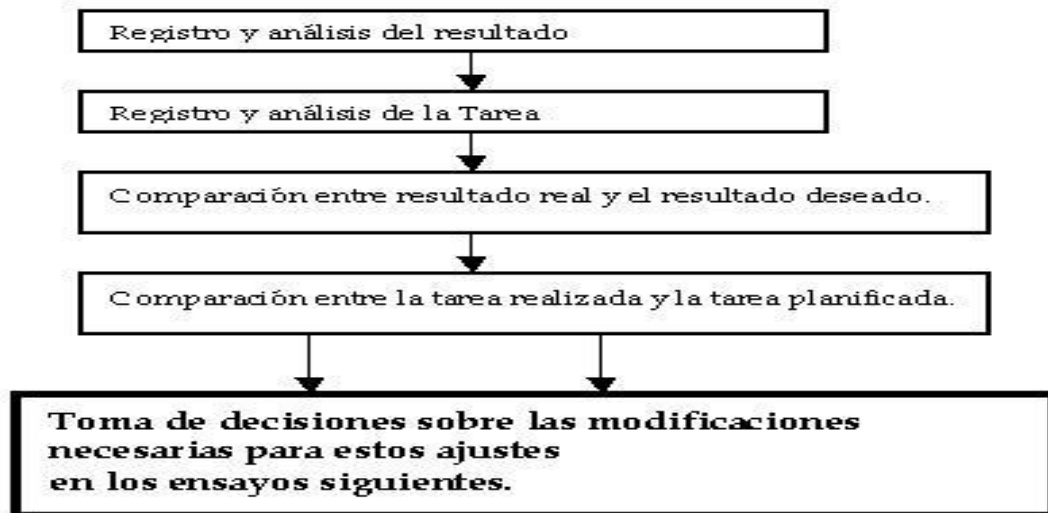 Registro y análisis del resultado
Registro y análisis de la Tarea
Comparación entre resultado real y el resultado deseado.
Comparación entre la tarea realizada y la tarea planificada.
Toma de decisiones sobre las modificaciones
necesarias para estos ajustes
en los ensayos siguientes.